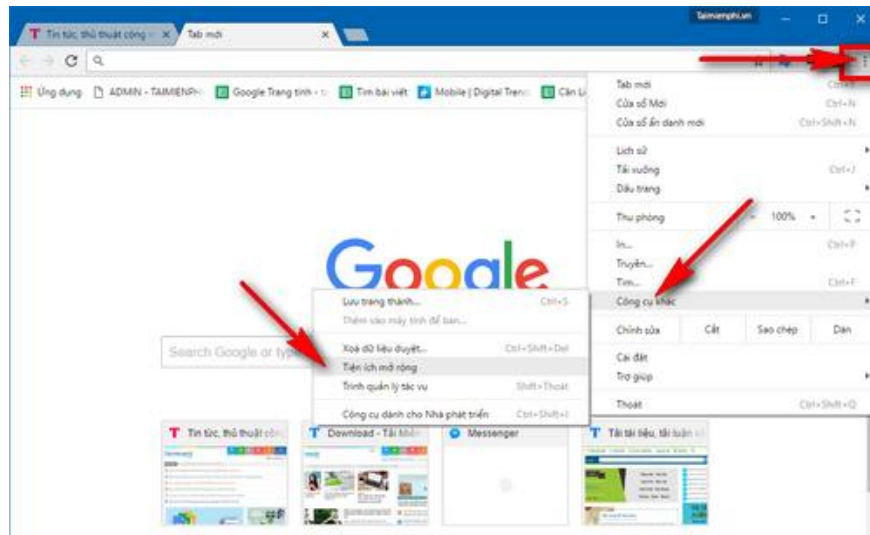 Taimienphi.vn
Tin tức, thủ thuật công
Tab mới
Ứng dụng
ADMIN - TAIMIENPH
Google Trang tính - t
Tìm bài viết
Mobile | Digital Trend
Cân Li
Tab mới
Cửa sổ Mới Ctrl+N
Cửa sổ ẩn danh mới Ctrl+Shift+N
Lịch sử
Tải xuống Ctrl+J
Dấu trang
Thu phóng - 100% +
In... Ctrl+P
Truyền...
Tìm... Ctrl+F
Công cụ khác
Chỉnh sửa Cắt Sao chép Dán
Cài đặt
Trợ giúp
Thoát Ctrl+Shift+Q
Google
Search Google or typ
Lưu trang thành... Ctrl+S
Thêm vào máy tính để bàn...
Xoá dữ liệu duyệt... Ctrl+Shift+Del
Tiện ích mở rộng
Trình quản lý tác vụ Shift+Thoát
Công cụ dành cho Nhà phát triển Ctrl+Shift+I
Tin tức, thủ thuật côn
Download - Tải Miễn
Messenger
Tải tài liệu, tải luận